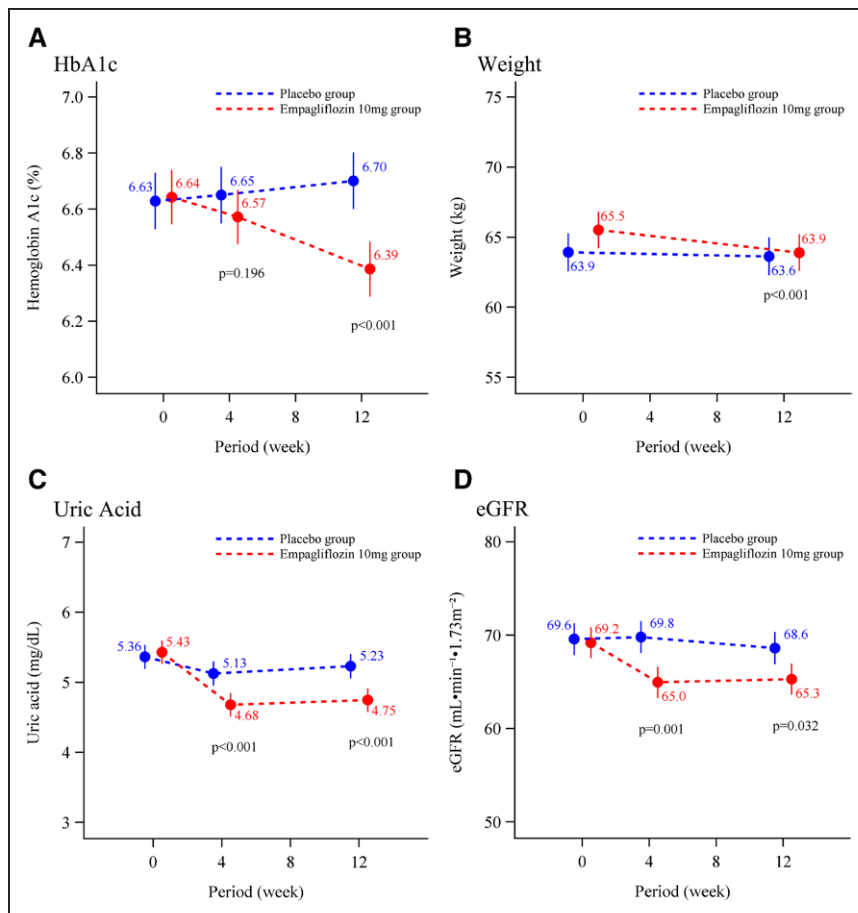 A
HbA1c
Placebo group
Empagliflozin 10mg group
7.0
6.8
6.6
6.4
6.2
6.0
Hemoglobin A1c (%)
6.63
6.64
6.65
6.57
6.70
6.39
p=0.196
p<0.001
0
4
8
12
Period (week)
B
Weight
Placebo group
Empagliflozin 10mg group
75
70
65
60
55
Weight (kg)
65.5
63.9
63.9
63.6
p<0.001
0
4
8
12
Period (week)
C
Uric Acid
Placebo group
Empagliflozin 10mg group
7
6
5
4
3
Uric acid (mg/dL)
5.36
5.43
5.13
4.68
5.23
4.75
p<0.001
p<0.001
0
4
8
12
Period (week)
D
eGFR
Placebo group
Empagliflozin 10mg group
80
70
60
50
eGFR (mL•min⁻¹•1.73m⁻²)
69.6
69.2
69.8
65.0
68.6
65.3
p=0.001
p=0.032
0
4
8
12
Period (week)